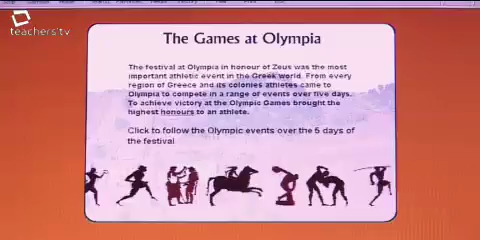 teachers'tv
The Games at Olympia
The festival at Olympia in honour of Zeus was the most
important athletic event in the Greek world. From every
region of Greece and its colonies athletes came to
Olympia to compete in a range of events over five days.
To achieve victory at the Olympic Games brought the
highest honours to an athlete.
Click to follow the Olympic events over the 5 days of
the festival